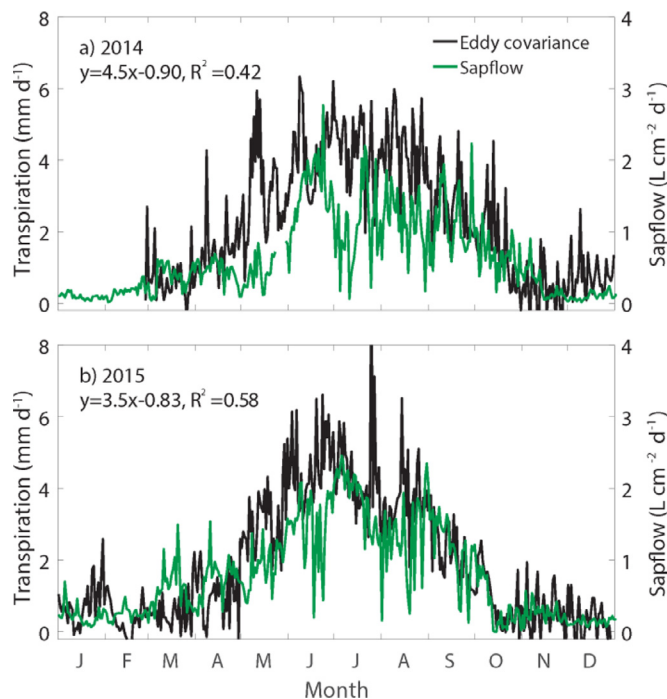 a) 2014
y=4.5x-0.90, R² =0.42
Eddy covariance
Sapflow
Transpiration (mm d⁻¹)
8
6
4
2
0
Sapflow (L cm⁻² d⁻¹)
4
3
2
1
0
b) 2015
y=3.5x-0.83, R² =0.58
Transpiration (mm d⁻¹)
8
6
4
2
0
Sapflow (L cm⁻² d⁻¹)
4
3
2
1
0
J F M A M J J A S O N D
Month